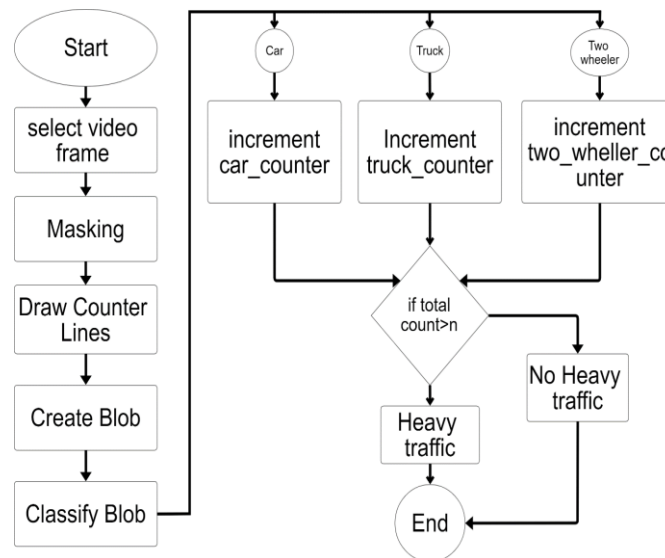 Start
select video
frame
Masking
Draw Counter
Lines
Create Blob
Classify Blob
Car
Truck
Two
wheeler
increment
car_counter
Increment
truck_counter
increment
two_wheller_co
unter
if total
count>n
No Heavy
traffic
Heavy
traffic
End